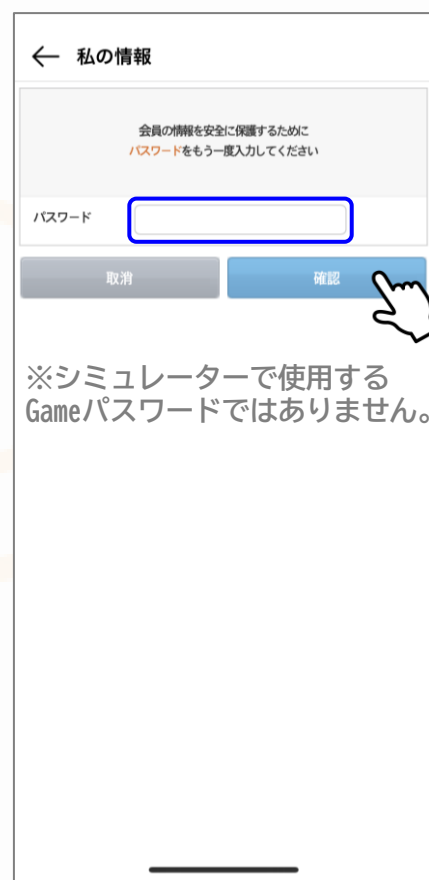 ← 私の情報
会員の情報を安全に保護するために
パスワードをもう一度入力してください
パスワード
取消
確認
※シミュレーターで使用する
Gameパスワードではありません。